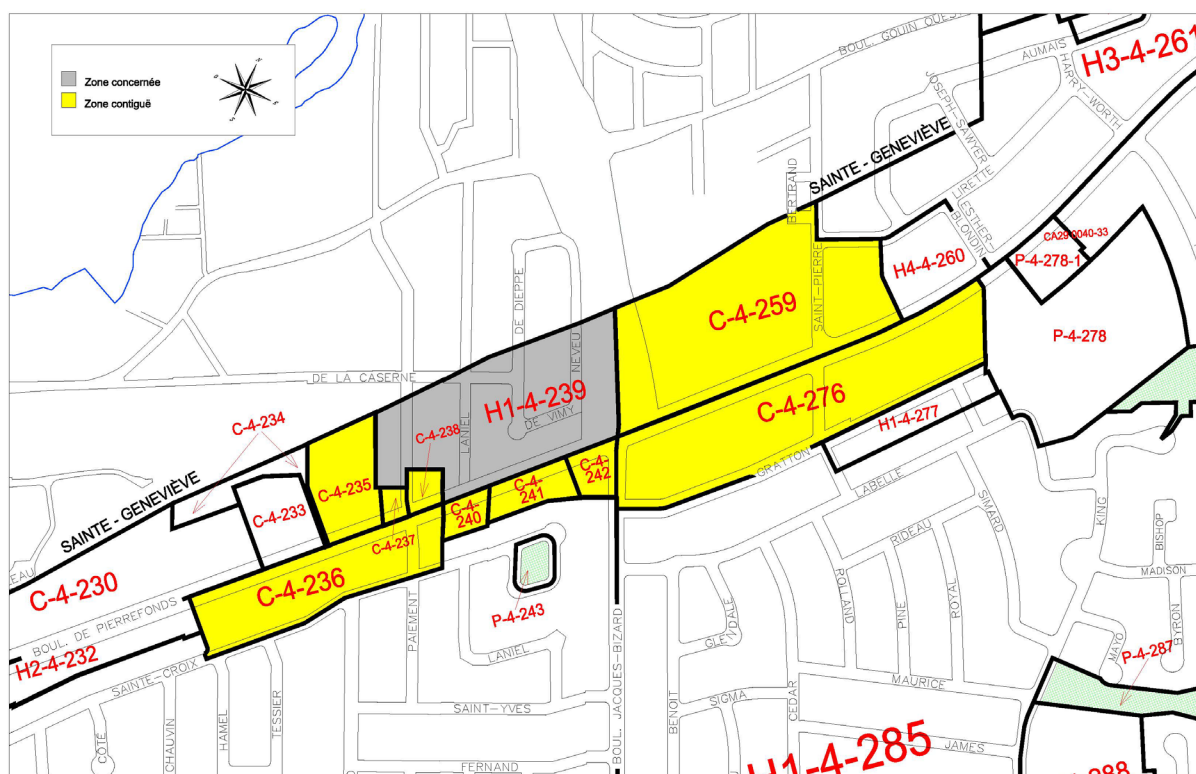 Zone concernée
Zone contiguë
N
S
BOUL. GOUIN OUEST
AUMAIS
H3-4-261
HARRY-WORTH
JOSEPH-SAWYER
SAINTE - GENEVIÈVE
BERTRAND
LIRETTE
ESTHER-
BLONDIN
CA29 0040-33
P-4-278-1
H4-4-260
SAINT-PIERRE
C-4-259
P-4-278
DE DIEPPE
NEVEU
DE LA CASERNE
H1-4-239
DE VIMY
LANIEL
C-4-238
C-4-276
H1-4-277
C-4-234
C-4-235
C-4-233
C-4-237
C-4-
240
C-4-
241
C-4-
242
GRATTON
LABELLE
SIMARD
RIDEAU
KING
BISHOP
MADISON
SAINTE - GENEVIÈVE
EAU
C-4-230
C-4-236
BOUL. DE PIERREFONDS
H2-4-232
SAINTE-CROIX
PAIEMENT
P-4-243
LANIEL
BOUL. JACQUES-BIZARD
GLENDALE
ROLLAND
PINE
ROYAL
MAYO
BYRON
P-4-287
MAURICE
SIGMA
BENOIT
CEDAR
SAINT-YVES
CÔTÉ
CHAUVIN
HAMEL
TESSIER
FERNAND
JAMES
H1-4-285
288